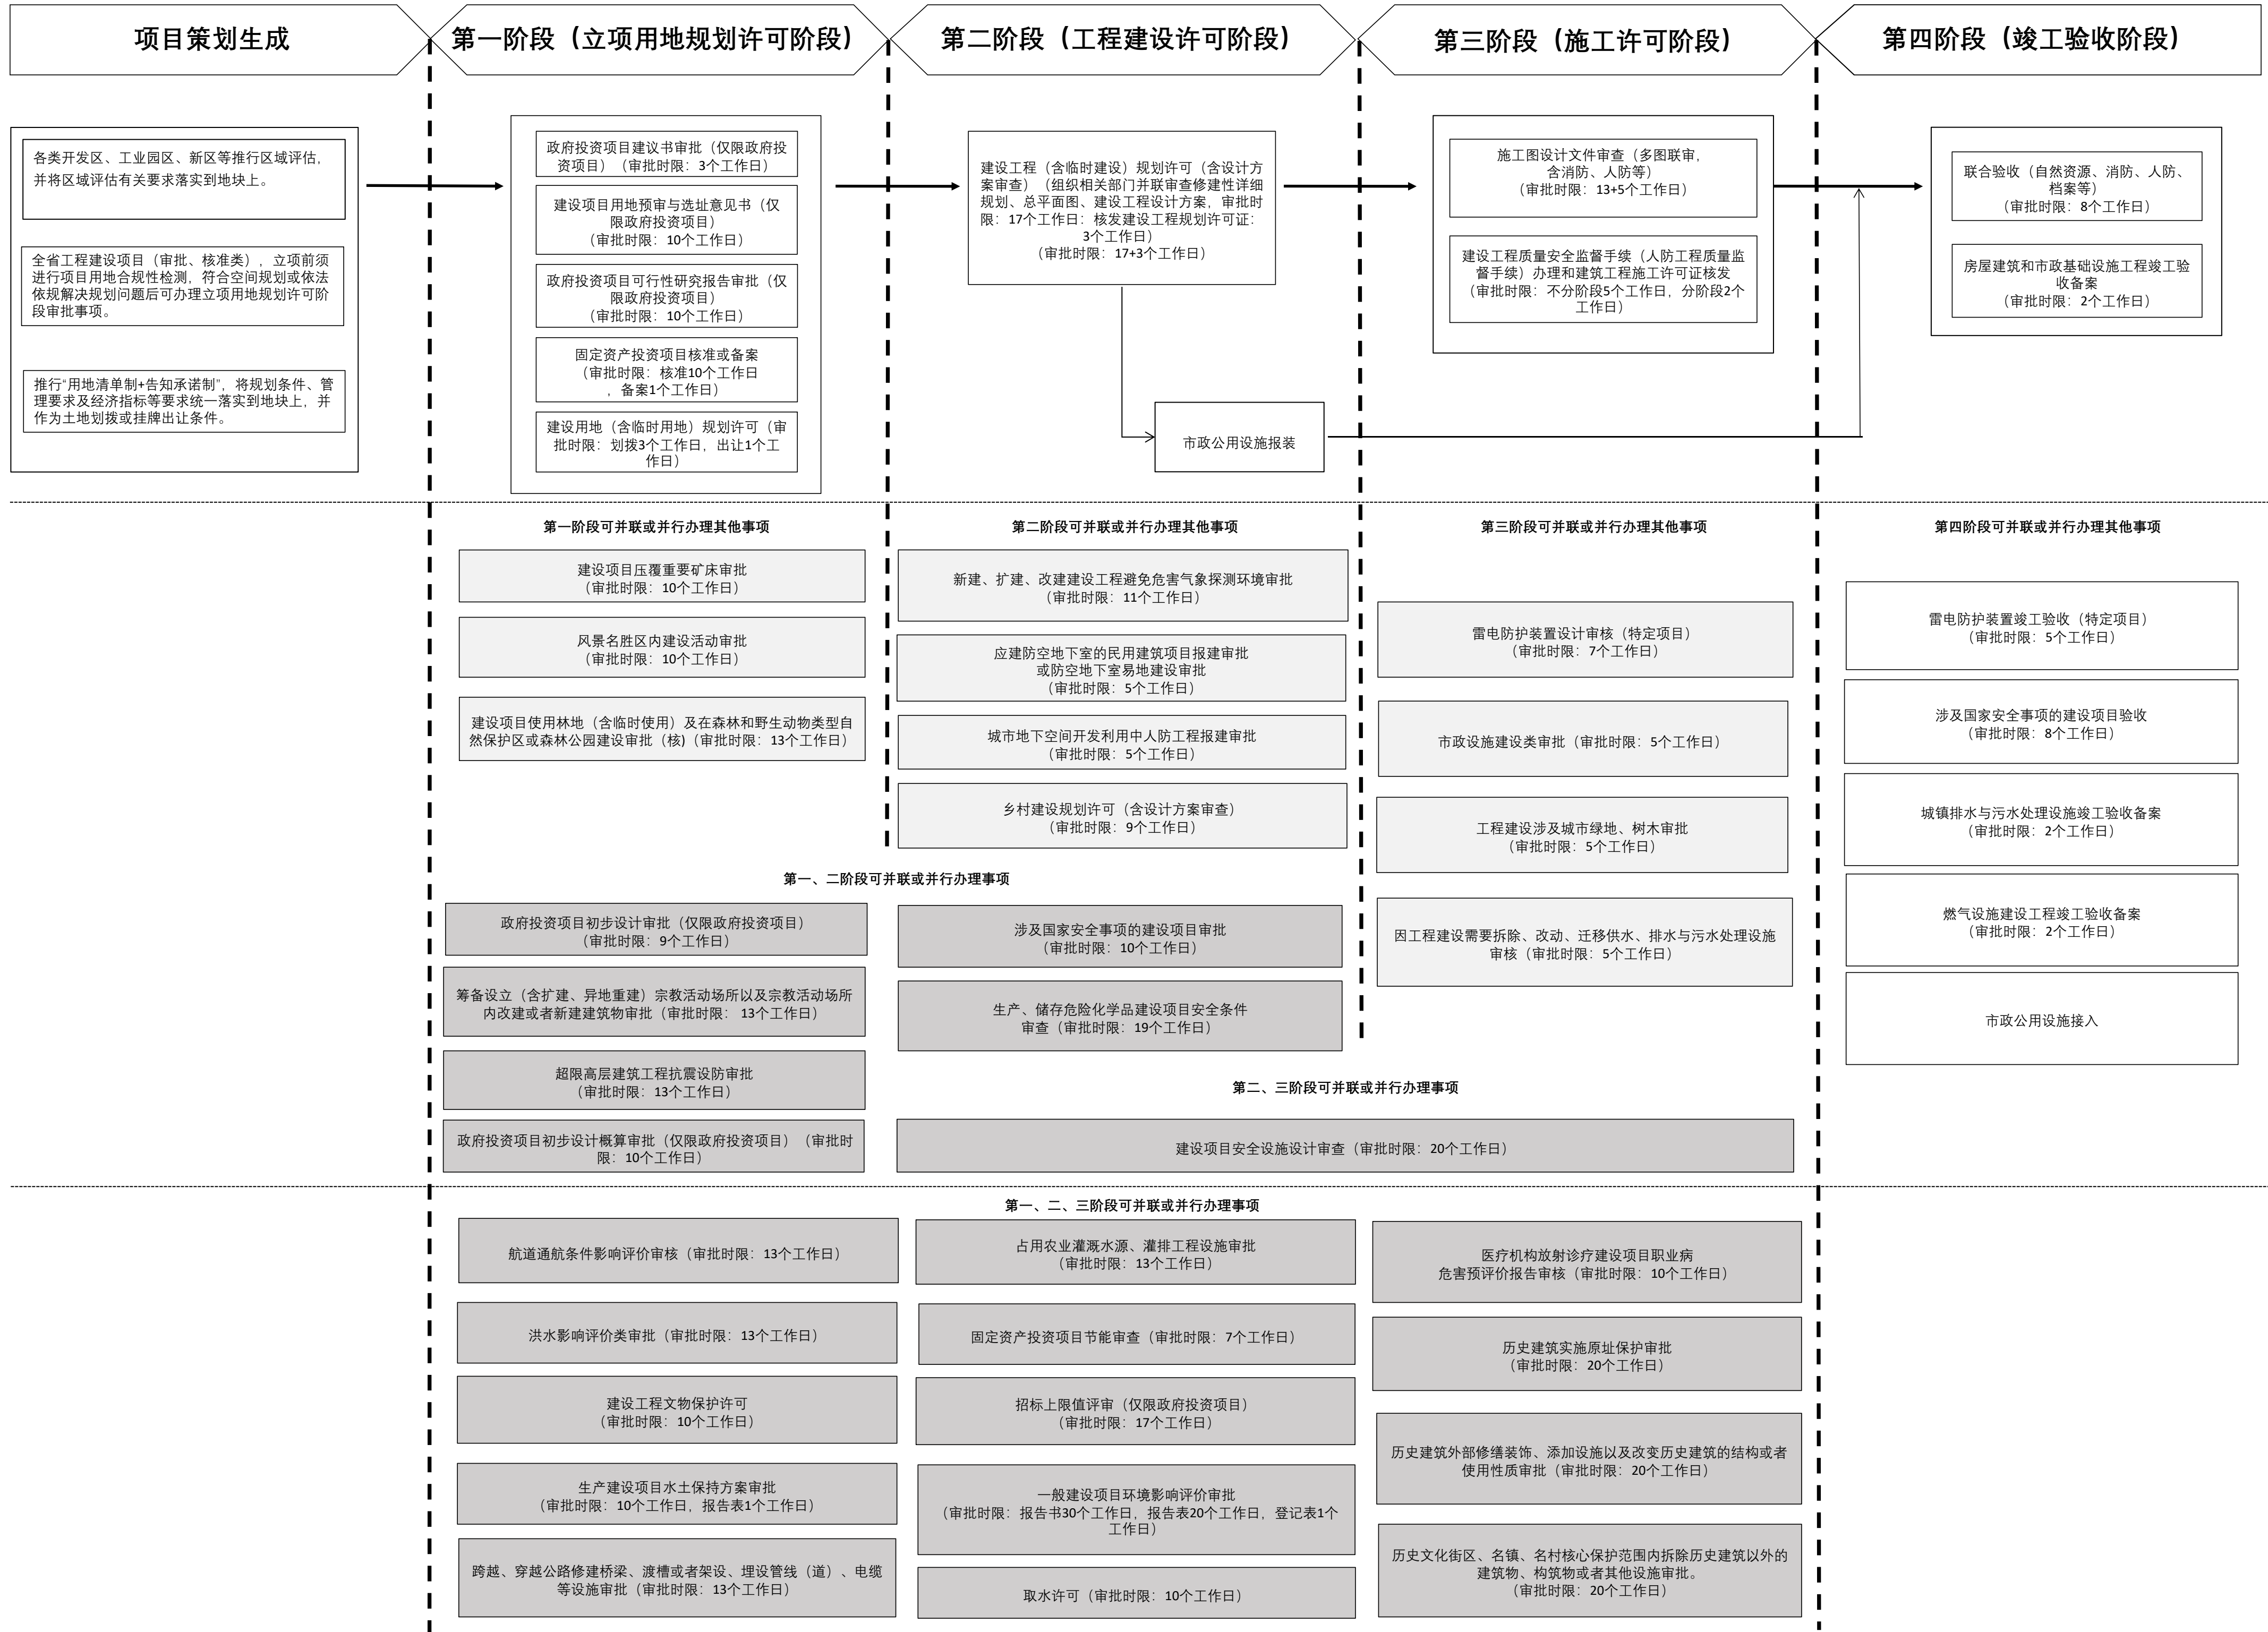 项目策划生成
第一阶段（立项用地规划许可阶段）
第二阶段（工程建设许可阶段）
第三阶段（施工许可阶段）
第四阶段（竣工验收阶段）
各类开发区、工业园区、新区等推行区域评估，
并将区域评估有关要求落实到地块上。
全省工程建设项目（审批、核准类），立项前须
进行项目用地合规性检测，符合空间规划或依法
依规解决规划问题后可办理立项用地规划许可阶
段审批事项。
推行“用地清单制+告知承诺制”，将规划条件、管
理要求及经济指标等要求统一落实到地块上，并
作为土地划拨或挂牌出让条件。
政府投资项目建议书审批（仅限政府投
资项目）（审批时限：3个工作日）
建设项目用地预审与选址意见书（仅
限政府投资项目）
（审批时限：10个工作日）
政府投资项目可行性研究报告审批（仅
限政府投资项目）
（审批时限：10个工作日）
固定资产投资项目核准或备案
（审批时限：核准10个工作日
，备案1个工作日）
建设用地（含临时用地）规划许可（审
批时限：划拨3个工作日，出让1个工
作日）
建设工程（含临时建设）规划许可（含设计方
案审查）（组织相关部门并联审查修建性详细
规划、总平面图、建设工程设计方案，审批时
限：17个工作日：核发建设工程规划许可证：
3个工作日）
（审批时限：17+3个工作日）
市政公用设施报装
施工图设计文件审查（多图联审，
含消防、人防等）
（审批时限：13+5个工作日）
建设工程质量安全监督手续（人防工程质量监
督手续）办理和建筑工程施工许可证核发
（审批时限：不分阶段5个工作日，分阶段2个
工作日）
联合验收（自然资源、消防、人防、
档案等）
（审批时限：8个工作日）
房屋建筑和市政基础设施工程竣工验
收备案
（审批时限：2个工作日）
第一阶段可并联或并行办理其他事项
建设项目压覆重要矿床审批
（审批时限：10个工作日）
风景名胜区内建设活动审批
（审批时限：10个工作日）
建设项目使用林地（含临时使用）及在森林和野生动物类型自
然保护区或森林公园建设审批（核)（审批时限：13个工作日）
第二阶段可并联或并行办理其他事项
新建、扩建、改建建设工程避免危害气象探测环境审批
（审批时限：11个工作日）
应建防空地下室的民用建筑项目报建审批
或防空地下室易地建设审批
（审批时限：5个工作日）
城市地下空间开发利用中人防工程报建审批
（审批时限：5个工作日）
乡村建设规划许可（含设计方案审查）
（审批时限：9个工作日）
第三阶段可并联或并行办理其他事项
雷电防护装置设计审核（特定项目）
（审批时限：7个工作日）
市政设施建设类审批（审批时限：5个工作日）
工程建设涉及城市绿地、树木审批
（审批时限：5个工作日）
因工程建设需要拆除、改动、迁移供水、排水与污水处理设施
审核（审批时限：5个工作日）
第四阶段可并联或并行办理其他事项
雷电防护装置竣工验收（特定项目）
（审批时限：5个工作日）
涉及国家安全事项的建设项目验收
（审批时限：8个工作日）
城镇排水与污水处理设施竣工验收备案
（审批时限：2个工作日）
燃气设施建设工程竣工验收备案
（审批时限：2个工作日）
市政公用设施接入
第一、二阶段可并联或并行办理事项
政府投资项目初步设计审批（仅限政府投资项目）
（审批时限：9个工作日）
筹备设立（含扩建、异地重建）宗教活动场所以及宗教活动场所
内改建或者新建建筑物审批（审批时限： 13个工作日）
超限高层建筑工程抗震设防审批
（审批时限：13个工作日）
政府投资项目初步设计概算审批（仅限政府投资项目）（审批时
限：10个工作日）
涉及国家安全事项的建设项目审批
（审批时限：10个工作日）
生产、储存危险化学品建设项目安全条件
审查（审批时限：19个工作日）
第二、三阶段可并联或并行办理事项
建设项目安全设施设计审查（审批时限：20个工作日）
第一、二、三阶段可并联或并行办理事项
航道通航条件影响评价审核（审批时限：13个工作日）
洪水影响评价类审批（审批时限：13个工作日）
建设工程文物保护许可
（审批时限：10个工作日）
生产建设项目水土保持方案审批
（审批时限：10个工作日，报告表1个工作日）
跨越、穿越公路修建桥梁、渡槽或者架设、埋设管线（道）、电缆
等设施审批（审批时限：13个工作日）
占用农业灌溉水源、灌排工程设施审批
（审批时限：13个工作日）
固定资产投资项目节能审查（审批时限：7个工作日）
招标上限值评审（仅限政府投资项目）
（审批时限：17个工作日）
一般建设项目环境影响评价审批
（审批时限：报告书30个工作日，报告表20个工作日，登记表1个
工作日）
取水许可（审批时限：10个工作日）
医疗机构放射诊疗建设项目职业病
危害预评价报告审核（审批时限：10个工作日）
历史建筑实施原址保护审批
（审批时限：20个工作日）
历史建筑外部修缮装饰、添加设施以及改变历史建筑的结构或者
使用性质审批（审批时限：20个工作日）
历史文化街区、名镇、名村核心保护范围内拆除历史建筑以外的
建筑物、构筑物或者其他设施审批。
（审批时限：20个工作日）